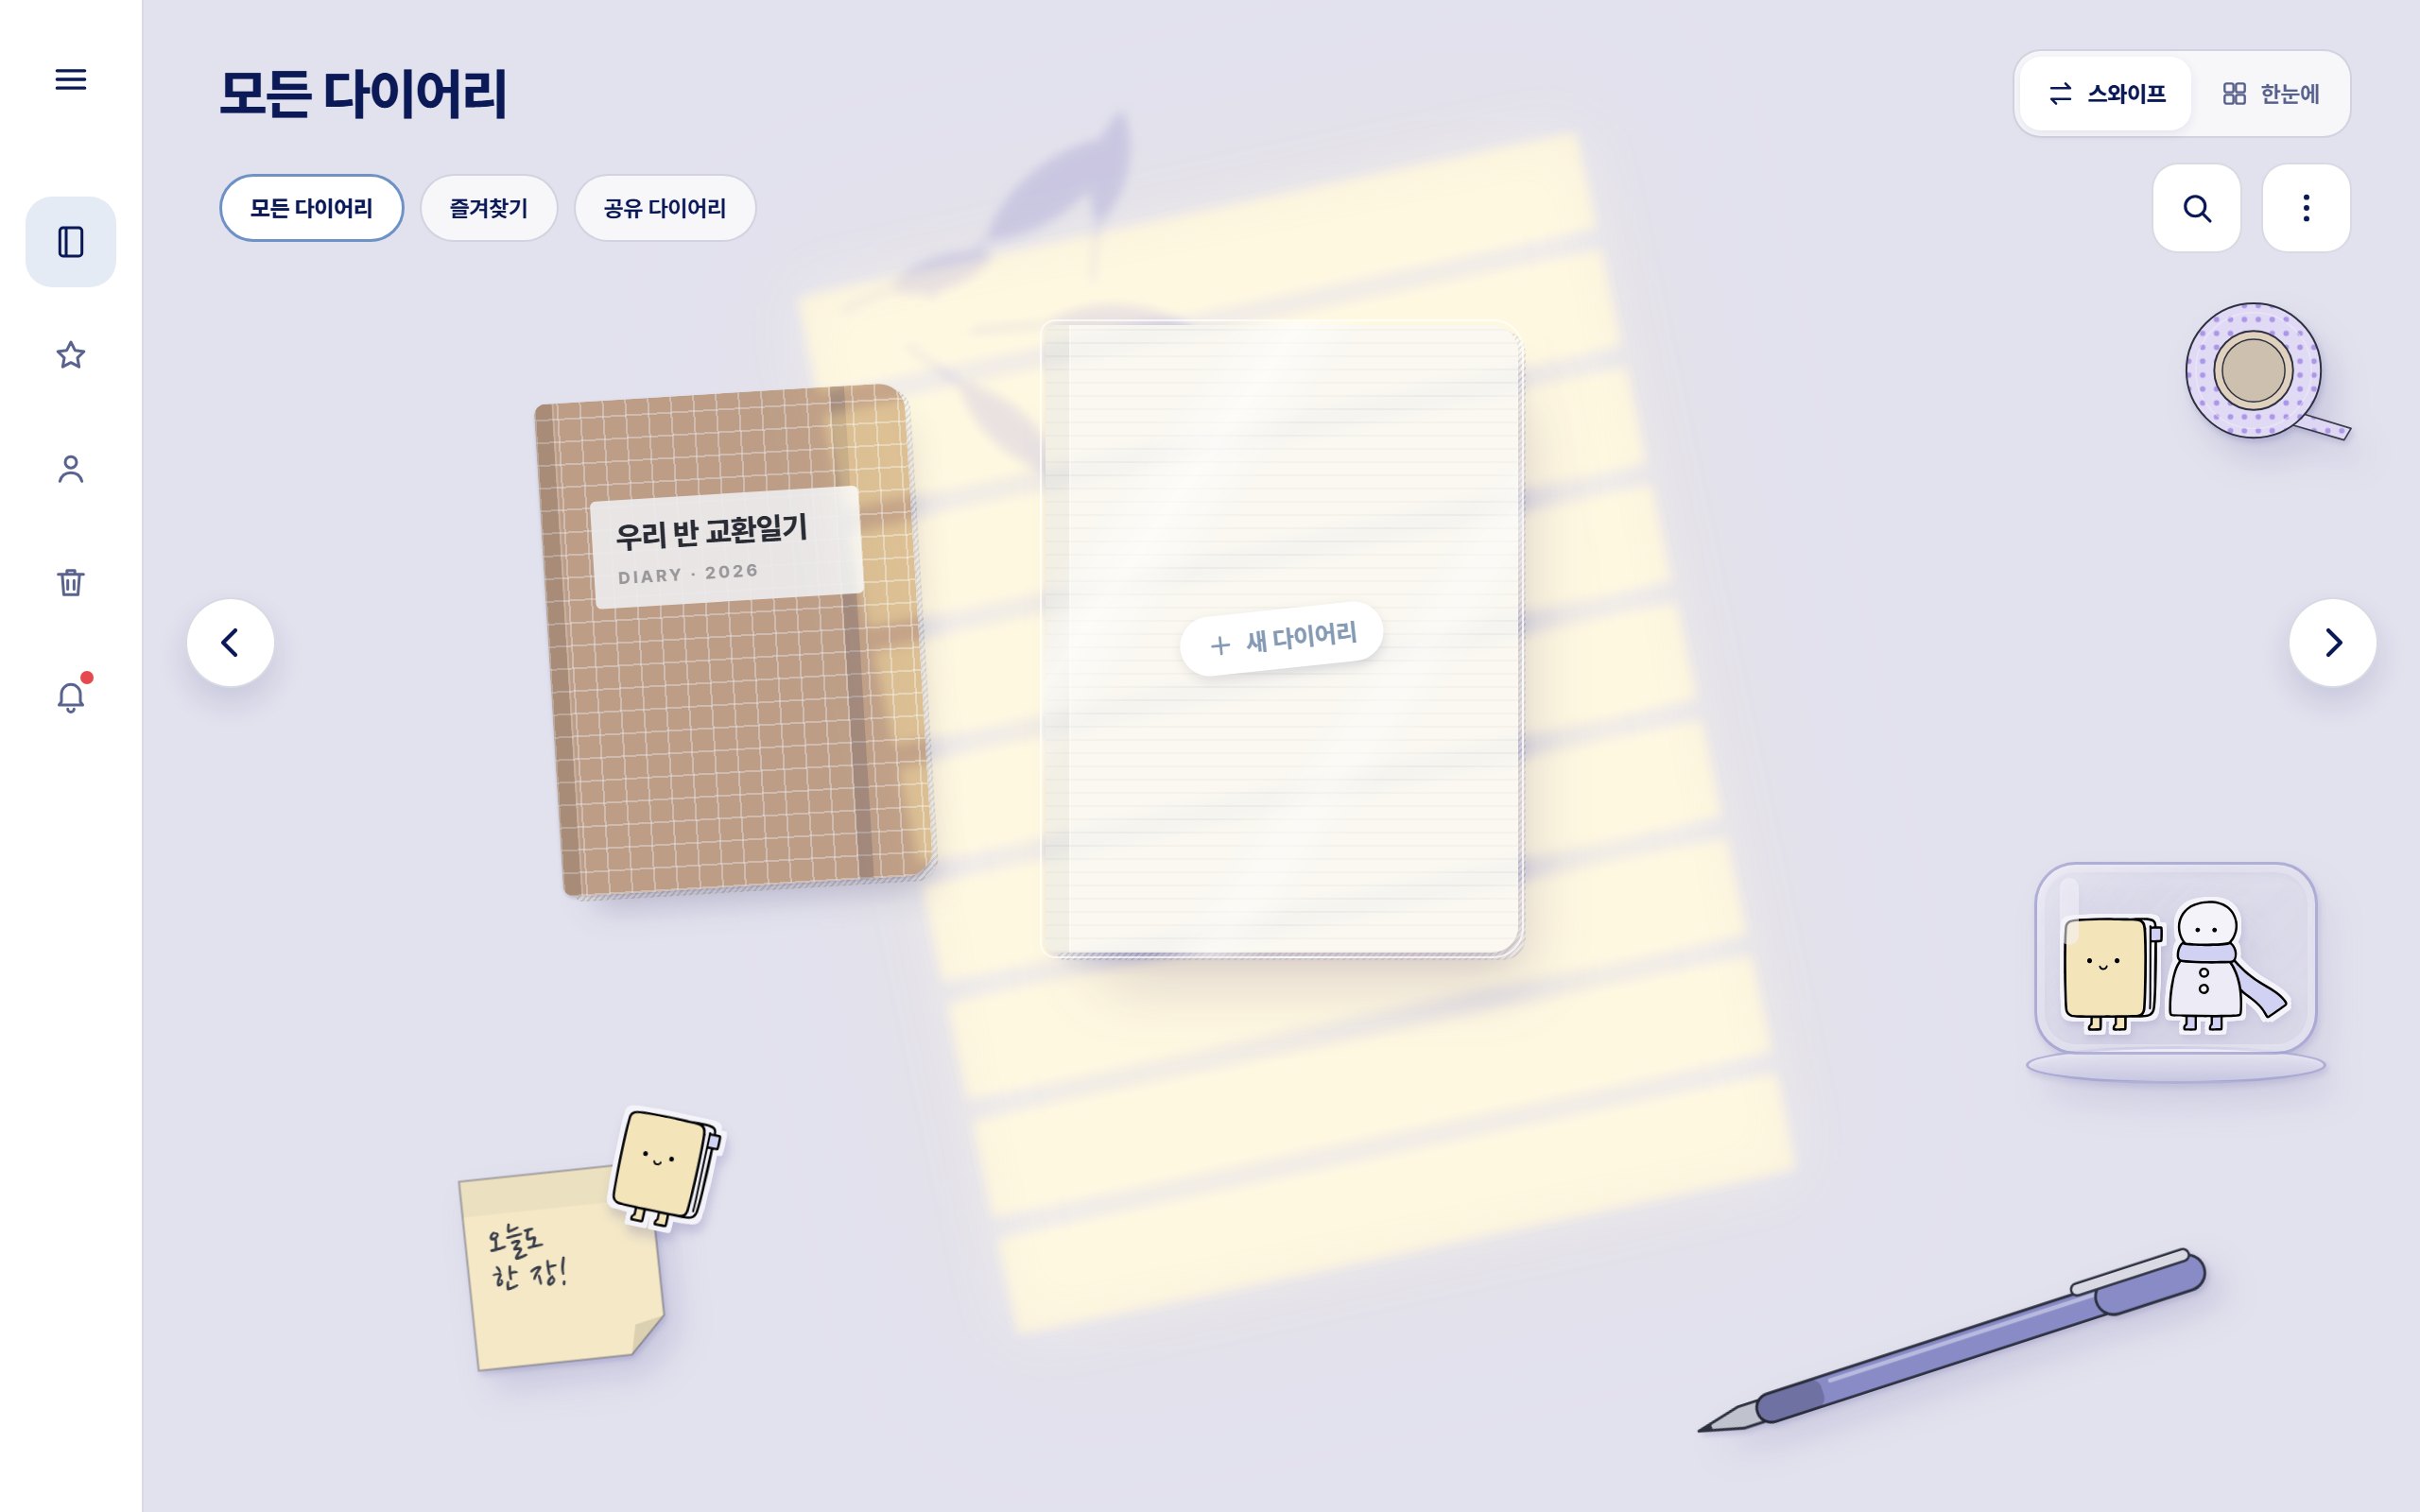 모든 다이어리
스와이프
한눈에
모든 다이어리
즐겨찾기
공유 다이어리
우리 반 교환일기
DIARY · 2026
+ 새 다이어리
오늘도
한 장!